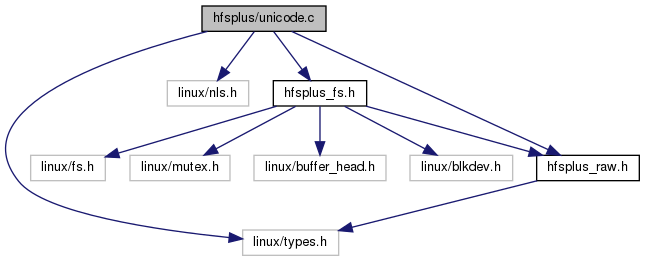 hfsplus/unicode.c
linux/nls.h
hfsplus_fs.h
linux/fs.h
linux/mutex.h
linux/buffer_head.h
linux/blkdev.h
hfsplus_raw.h
linux/types.h